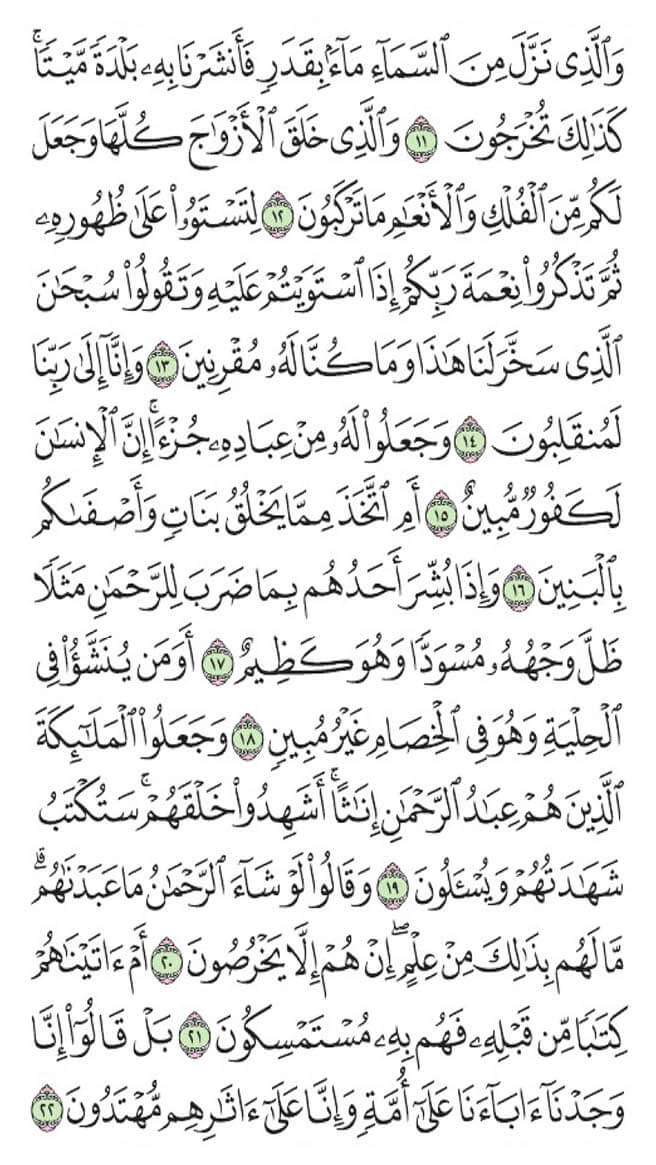 وَٱلَّذِى نَزَّلَ مِنَ ٱلسَّمَآءِ مَآءَۢ بِقَدَرٍ فَأَنشَرۡنَا بِهِۦ بَلۡدَةً مَّيۡتًاۚ
كَذَٰلِكَ تُخۡرَجُونَ ١١ وَٱلَّذِى خَلَقَ ٱلۡأَزۡوَٰجَ كُلَّهَا وَجَعَلَ
لَكُم مِّنَ ٱلۡفُلۡكِ وَٱلۡأَنۡعَٰمِ مَا تَرۡكَبُونَ ١٢ لِتَسۡتَوُۥاْ عَلَىٰ ظُهُورِهِۦ
ثُمَّ تَذۡكُرُواْ نِعۡمَةَ رَبِّكُمۡ إِذَا ٱسۡتَوَيۡتُمۡ عَلَيۡهِ وَتَقُولُواْ سُبۡحَٰنَ
ٱلَّذِى سَخَّرَ لَنَا هَٰذَا وَمَا كُنَّا لَهُۥ مُقۡرِنِينَ ١٣ وَإِنَّآ إِلَىٰ رَبِّنَا
لَمُنقَلِبُونَ ١٤ وَجَعَلُواْ لَهُۥ مِنۡ عِبَادِهِۦ جُزۡءًاۚ إِنَّ ٱلۡإِنسَٰنَ
لَكَفُورٌ مُّبِينٌ ١٥ أَمِ ٱتَّخَذَ مِمَّا يَخۡلُقُ بَنَاتٍ وَأَصۡفَىٰكُم
بِٱلۡبَنِينَ ١٦ وَإِذَا بُشِّرَ أَحَدُهُم بِمَا ضَرَبَ لِلرَّحۡمَٰنِ مَثَلًا
ظَلَّ وَجۡهُهُۥ مُسۡوَدًّا وَهُوَ كَظِيمٌ ١٧ أَوَمَن يُنَشَّؤُاْ فِى
ٱلۡحِلۡيَةِ وَهُوَ فِى ٱلۡخِصَامِ غَيۡرُ مُبِينٍ ١٨ وَجَعَلُواْ ٱلۡمَلَٰٓئِكَةَ
ٱلَّذِينَ هُمۡ عِبَٰدُ ٱلرَّحۡمَٰنِ إِنَٰثًاۚ أَشَهِدُواْ خَلۡقَهُمۡۚ سَتُكۡتَبُ
شَهَٰدَتُهُمۡ وَيُسۡـَٔلُونَ ١٩ وَقَالُواْ لَوۡ شَآءَ ٱلرَّحۡمَٰنُ مَا عَبَدۡنَٰهُمۗ
مَّا لَهُم بِذَٰلِكَ مِنۡ عِلۡمٍۖ إِنۡ هُمۡ إِلَّا يَخۡرُصُونَ ٢٠ أَمۡ ءَاتَيۡنَٰهُمۡ
كِتَٰبًا مِّن قَبۡلِهِۦ فَهُم بِهِۦ مُسۡتَمۡسِكُونَ ٢١ بَلۡ قَالُوٓاْ إِنَّا
وَجَدۡنَآ ءَابَآءَنَا عَلَىٰٓ أُمَّةٍ وَإِنَّا عَلَىٰٓ ءَاثَٰرِهِم مُّهۡتَدُونَ ٢٢